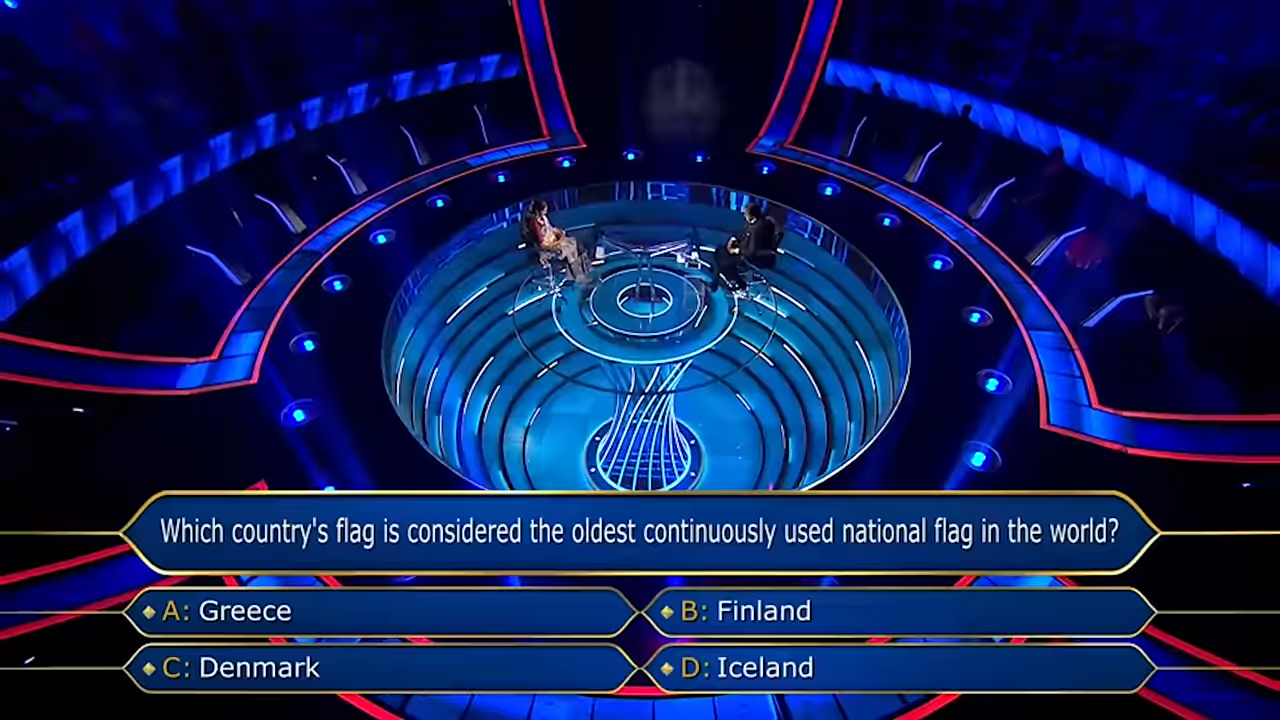 Which country's flag is considered the oldest continuously used national flag in the world?
A: Greece
B: Finland
C: Denmark
D: Iceland